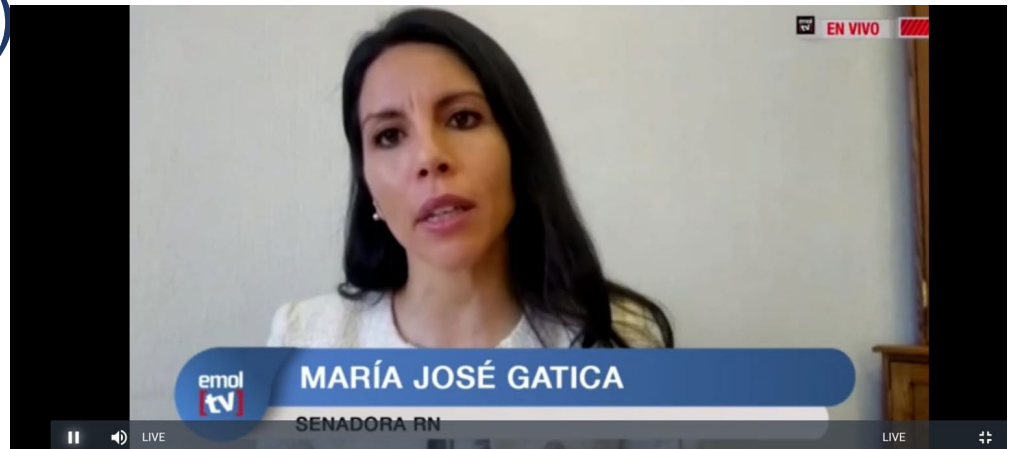 EN VIVO
MARÍA JOSÉ GATICA
emol
[tv]
SENADORA RN
LIVE
LIVE